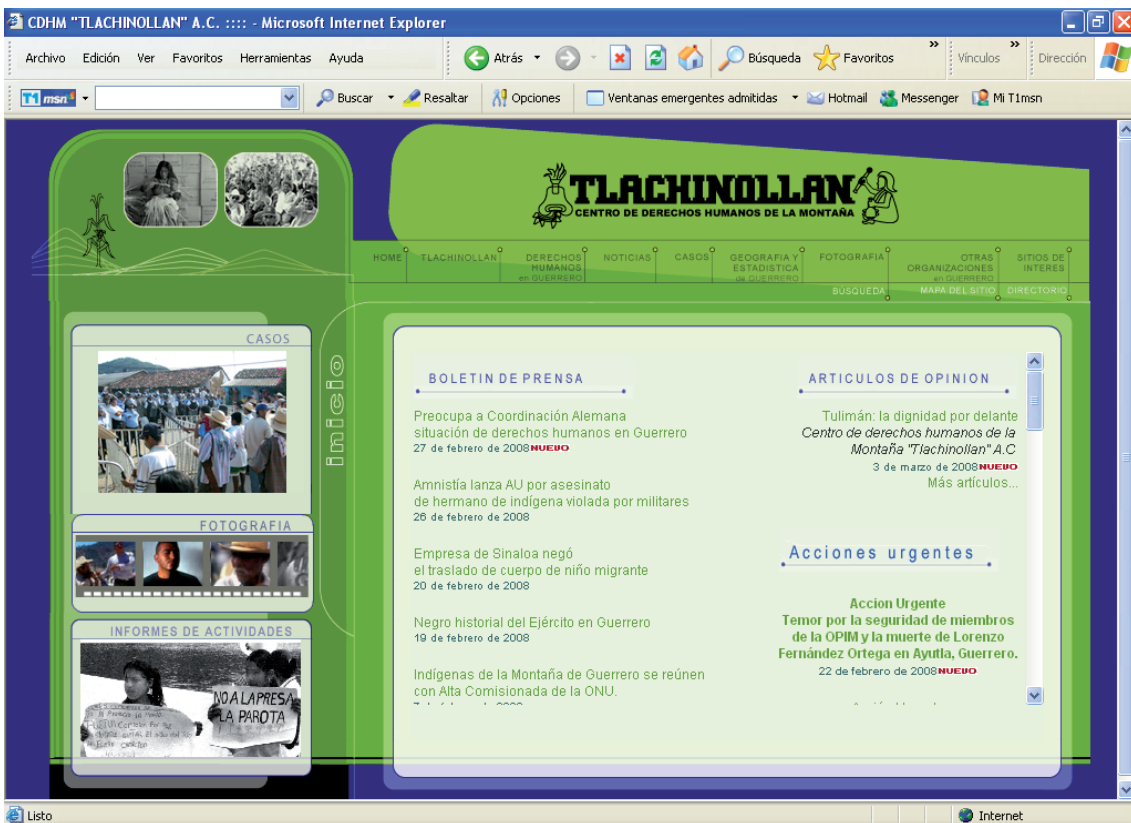 CDHM "TLACHINOLLAN" A.C. :::: - Microsoft Internet Explorer
Archivo Edición Ver Favoritos Herramientas Ayuda
Atrás Búsqueda Favoritos » Vínculos » Dirección
T1 msn Buscar Resaltar Opciones Ventanas emergentes admitidas Hotmail Messenger Mi T1msn
TLACHINOLLAN
CENTRO DE DERECHOS HUMANOS DE LA MONTAÑA
HOME
TLACHINOLLAN
DERECHOS
HUMANOS
en GUERRERO
NOTICIAS
CASOS
GEOGRAFIA Y
ESTADISTICA
de GUERRERO
FOTOGRAFIA
OTRAS
ORGANIZACIONES
en GUERRERO
SITIOS DE
INTERES
BÚSQUEDA
MAPA DEL SITIO
DIRECTORIO
CASOS
FOTOGRAFIA
INFORMES DE ACTIVIDADES
NO A LA PRESA
LA PAROTA
inicio
BOLETIN DE PRENSA
Preocupa a Coordinación Alemana
situación de derechos humanos en Guerrero
27 de febrero de 2008 NUEVO
Amnistía lanza AU por asesinato
de hermano de indígena violada por militares
26 de febrero de 2008
Empresa de Sinaloa negó
el traslado de cuerpo de niño migrante
20 de febrero de 2008
Negro historial del Ejército en Guerrero
19 de febrero de 2008
Indígenas de la Montaña de Guerrero se reúnen
con Alta Comisionada de la ONU.
ARTICULOS DE OPINION
Tulimán: la dignidad por delante
Centro de derechos humanos de la
Montaña "Tlachinollan" A.C
3 de marzo de 2008 NUEVO
Más artículos...
Acciones urgentes
Accion Urgente
Temor por la seguridad de miembros
de la OPIM y la muerte de Lorenzo
Fernández Ortega en Ayutla, Guerrero.
22 de febrero de 2008 NUEVO
Listo
Internet